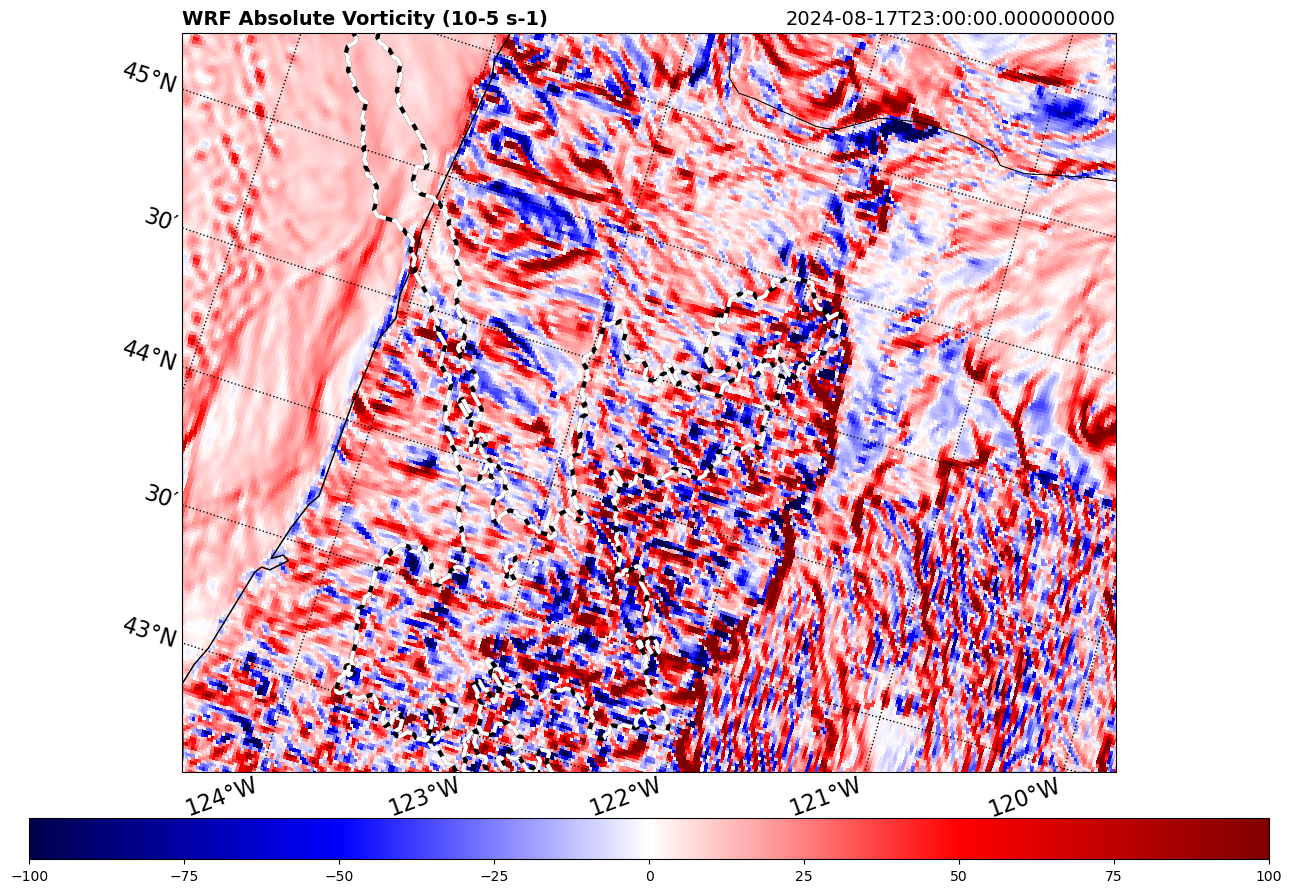 WRF Absolute Vorticity (10-5 s-1) 2024-08-17T23:00:00.000000000
45°N
30′
44°N
30′
43°N
124°W 123°W 122°W 121°W 120°W
−100 −75 −50 −25 0 25 50 75 100